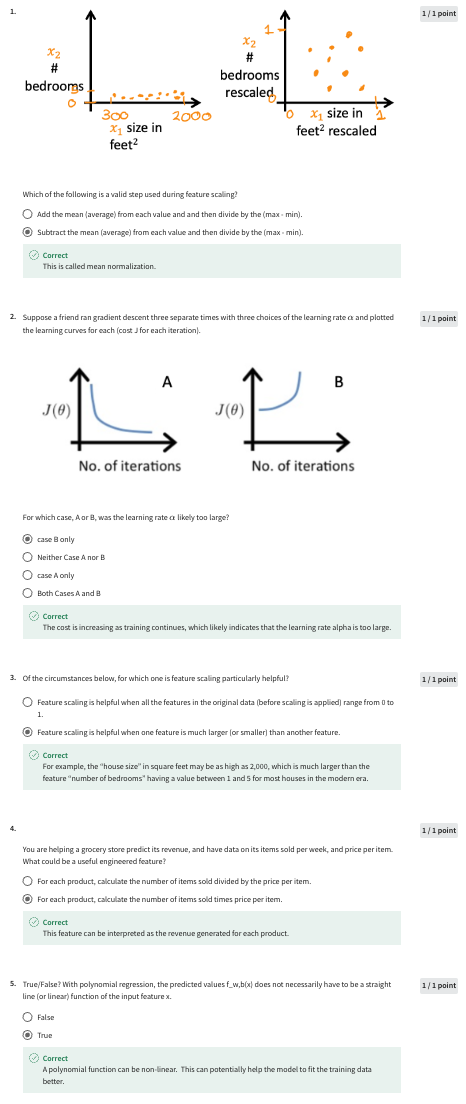 1.
1 / 1 point
x₂
#
bedrooms
5
0
300
2000
x₁ size in
feet²
1
x₂
#
bedrooms
rescaled
0
0
x₁ size in
feet² rescaled
1
Which of the following is a valid step used during feature scaling?
Add the mean (average) from each value and and then divide by the (max - min).
Subtract the mean (average) from each value and then divide by the (max - min).
Correct
This is called mean normalization.
2. Suppose a friend ran gradient descent three separate times with three choices of the learning rate α and plotted
the learning curves for each (cost J for each iteration).
1 / 1 point
A
J(θ)
No. of iterations
B
J(θ)
No. of iterations
For which case, A or B, was the learning rate α likely too large?
case B only
Neither Case A nor B
case A only
Both Cases A and B
Correct
The cost is increasing as training continues, which likely indicates that the learning rate alpha is too large.
3. Of the circumstances below, for which one is feature scaling particularly helpful?
1 / 1 point
Feature scaling is helpful when all the features in the original data (before scaling is applied) range from 0 to
1.
Feature scaling is helpful when one feature is much larger (or smaller) than another feature.
Correct
For example, the “house size” in square feet may be as high as 2,000, which is much larger than the
feature “number of bedrooms” having a value between 1 and 5 for most houses in the modern era.
4.
1 / 1 point
You are helping a grocery store predict its revenue, and have data on its items sold per week, and price per item.
What could be a useful engineered feature?
For each product, calculate the number of items sold divided by the price per item.
For each product, calculate the number of items sold times price per item.
Correct
This feature can be interpreted as the revenue generated for each product.
5. True/False? With polynomial regression, the predicted values f_w,b(x) does not necessarily have to be a straight
line (or linear) function of the input feature x.
1 / 1 point
False
True
Correct
A polynomial function can be non-linear. This can potentially help the model to fit the training data
better.